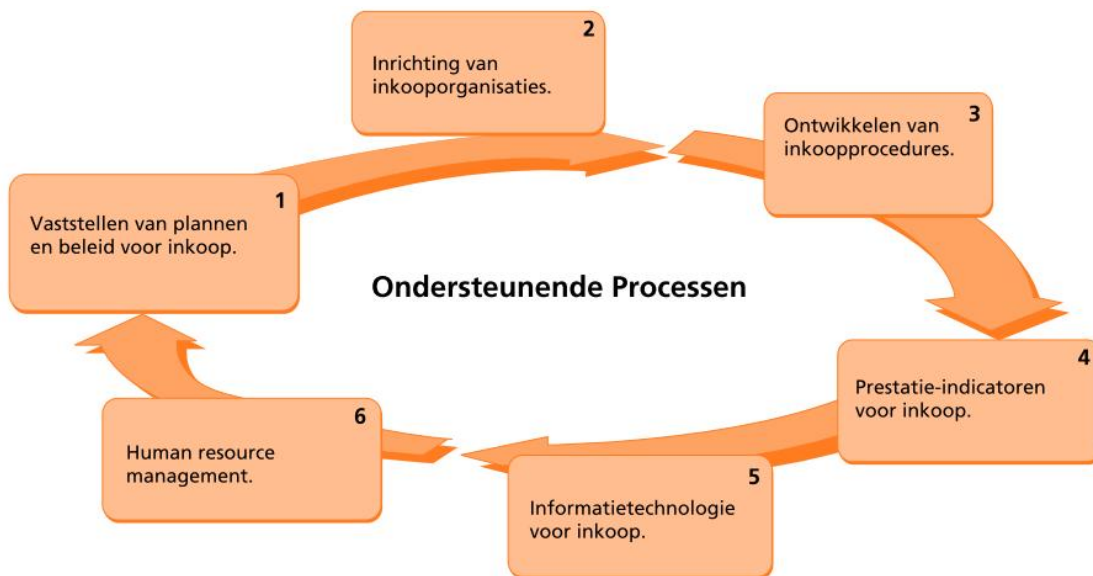 2
Inrichting van
inkooporganisaties.
3
Ontwikkelen van
inkoopprocedures.
1
Vaststellen van plannen
en beleid voor inkoop.
Ondersteunende Processen
4
Prestatie-indicatoren
voor inkoop.
6
Human resource
management.
5
Informatietechnologie
voor inkoop.